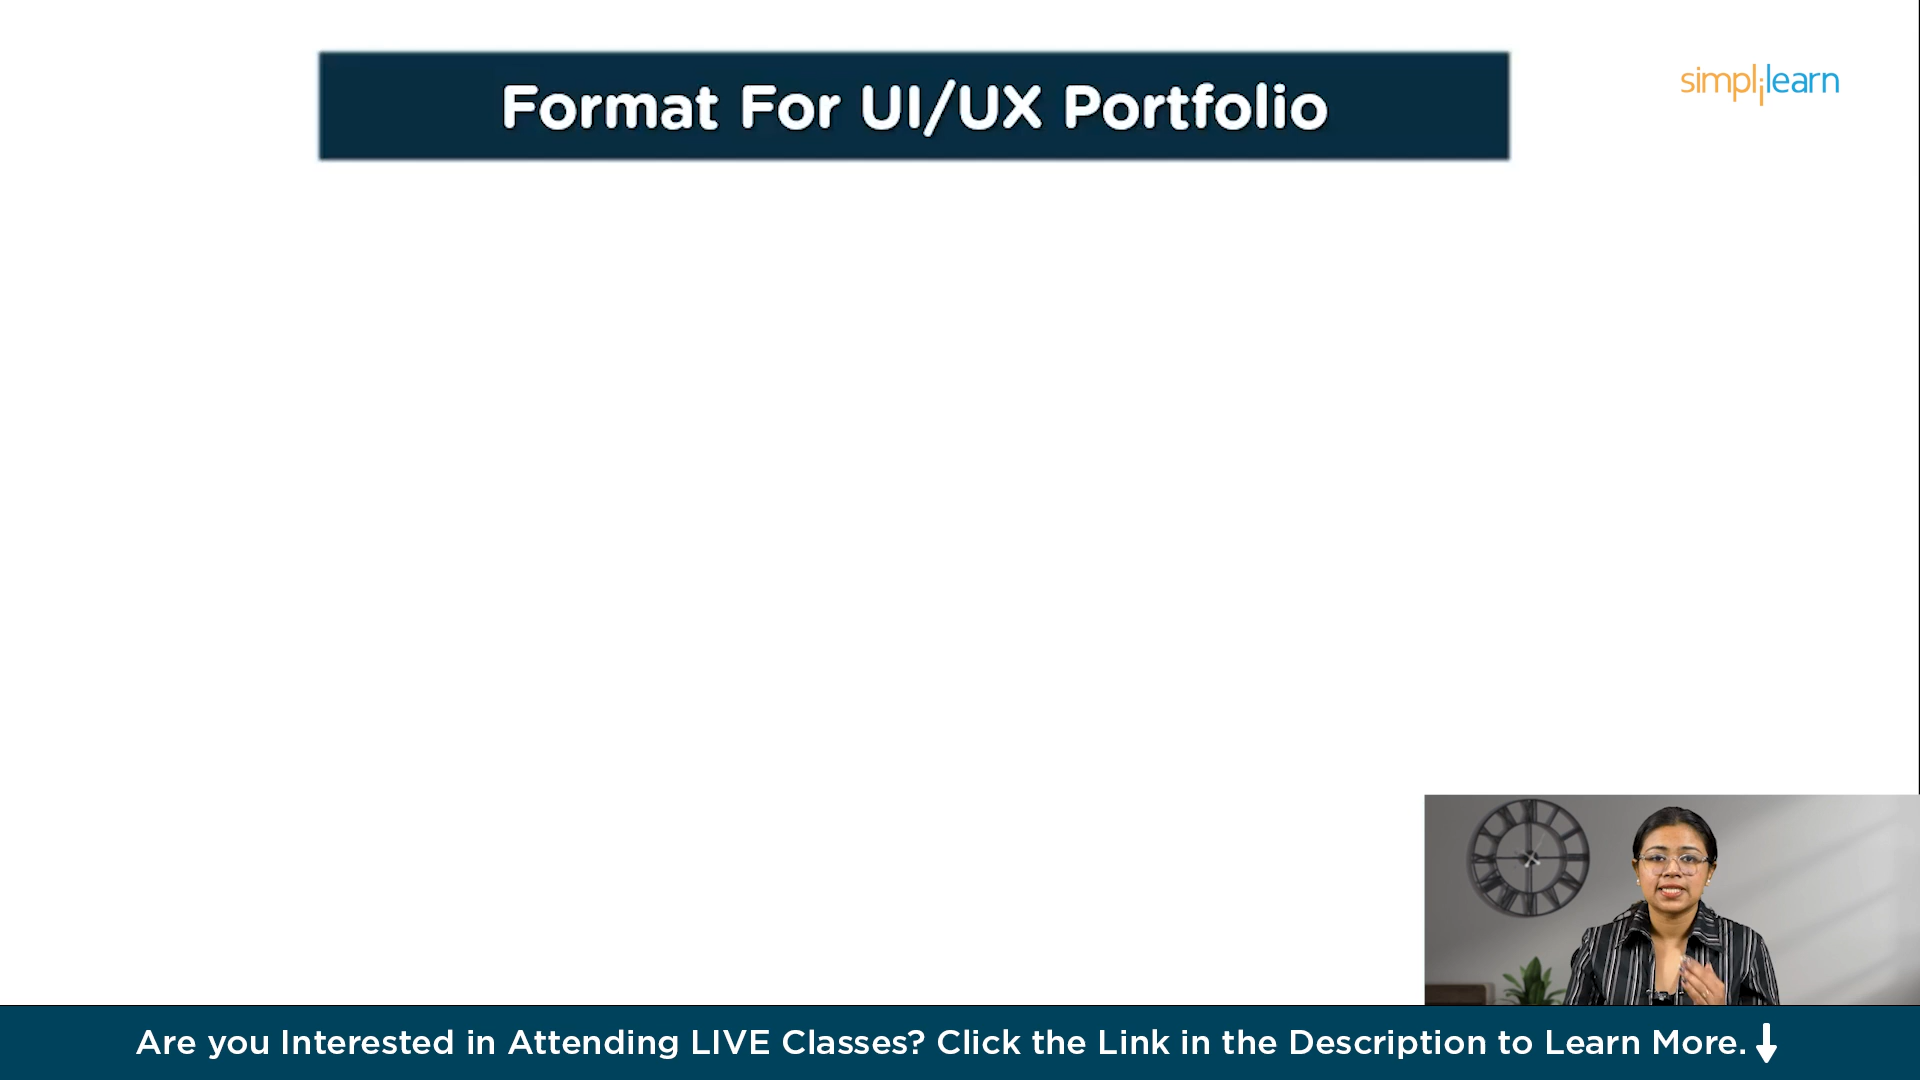 Format For UI/UX Portfolio
simplilearn
Are you Interested in Attending LIVE Classes? Click the Link in the Description to Learn More.